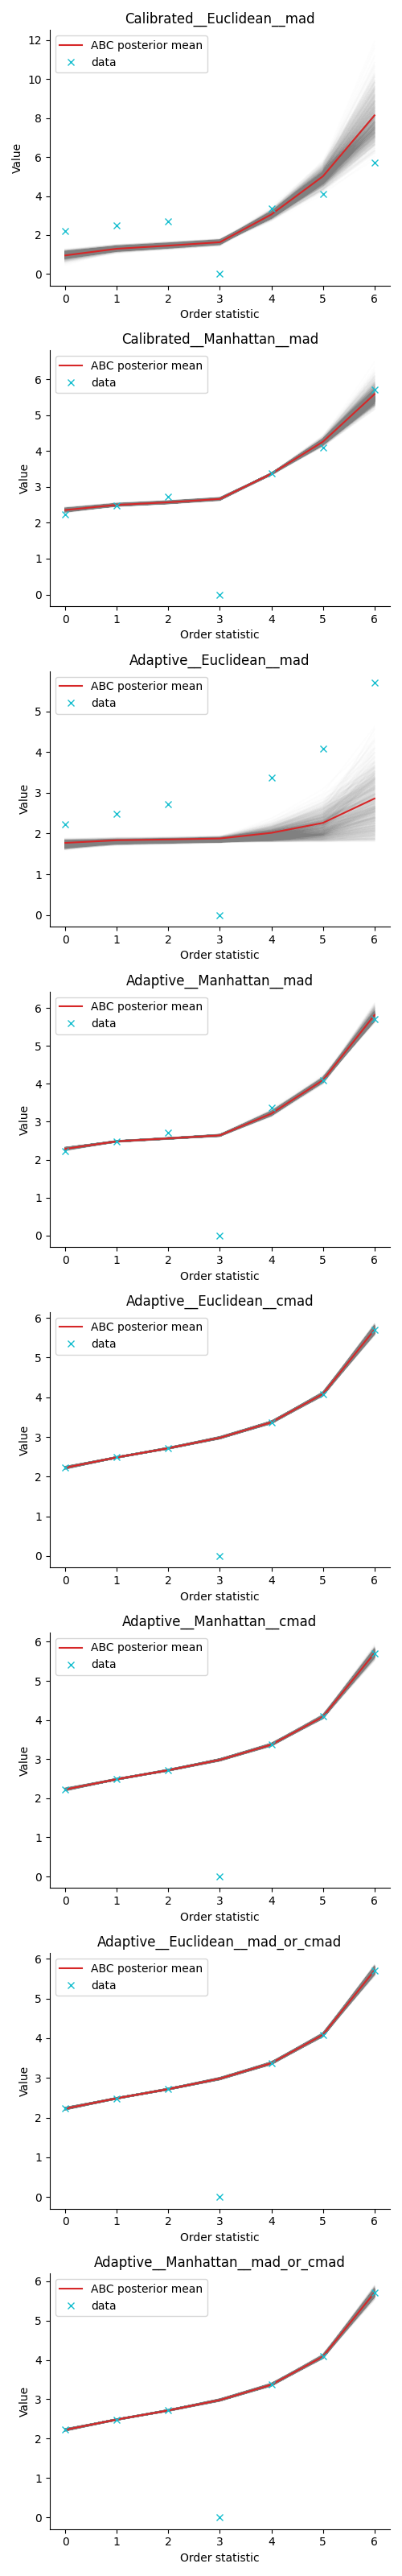 Calibrated__Euclidean__mad
ABC posterior mean
data
12
10
8
6
4
2
0
Value
0 1 2 3 4 5 6
Order statistic
Calibrated__Manhattan__mad
ABC posterior mean
data
6
5
4
3
2
1
0
Value
0 1 2 3 4 5 6
Order statistic
Adaptive__Euclidean__mad
ABC posterior mean
data
5
4
3
2
1
0
Value
0 1 2 3 4 5 6
Order statistic
Adaptive__Manhattan__mad
ABC posterior mean
data
6
5
4
3
2
1
0
Value
0 1 2 3 4 5 6
Order statistic
Adaptive__Euclidean__cmad
ABC posterior mean
data
6
5
4
3
2
1
0
Value
0 1 2 3 4 5 6
Order statistic
Adaptive__Manhattan__cmad
ABC posterior mean
data
6
5
4
3
2
1
0
Value
0 1 2 3 4 5 6
Order statistic
Adaptive__Euclidean__mad_or_cmad
ABC posterior mean
data
6
5
4
3
2
1
0
Value
0 1 2 3 4 5 6
Order statistic
Adaptive__Manhattan__mad_or_cmad
ABC posterior mean
data
6
5
4
3
2
1
0
Value
0 1 2 3 4 5 6
Order statistic